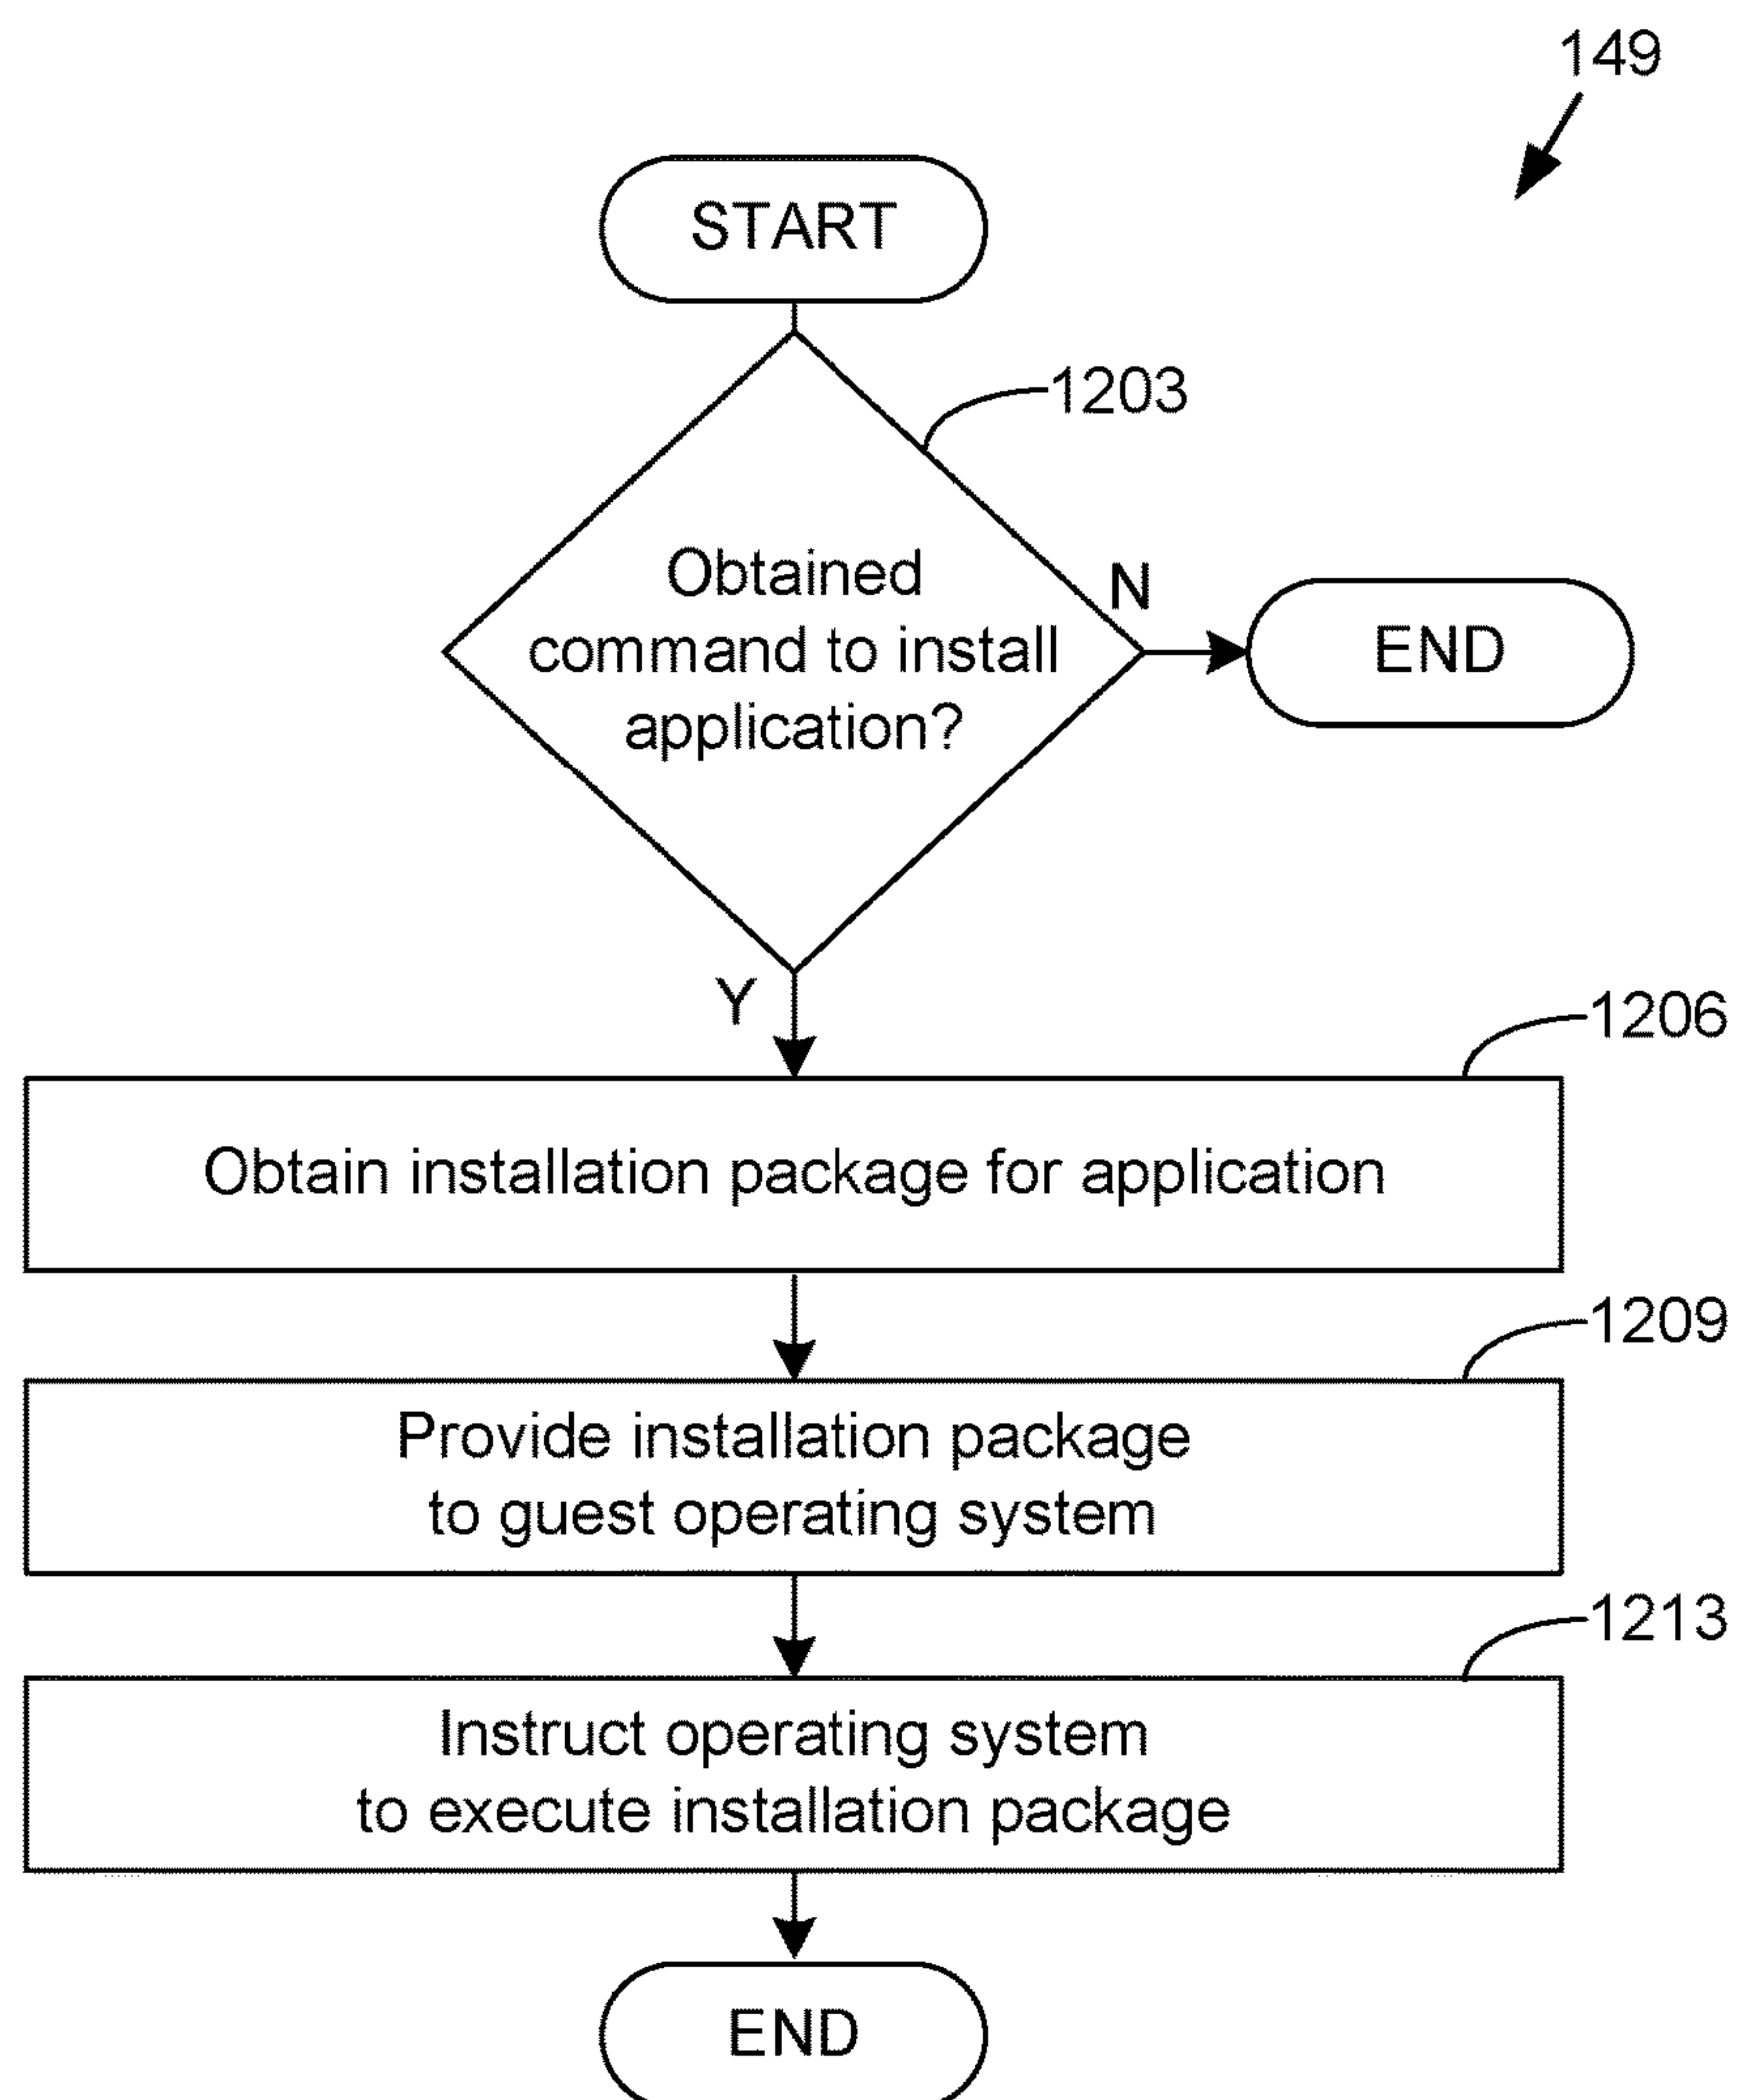 149
START
1203
Obtained
command to install
application?
N
END
Y
1206
Obtain installation package for application
1209
Provide installation package
to guest operating system
1213
Instruct operating system
to execute installation package
END